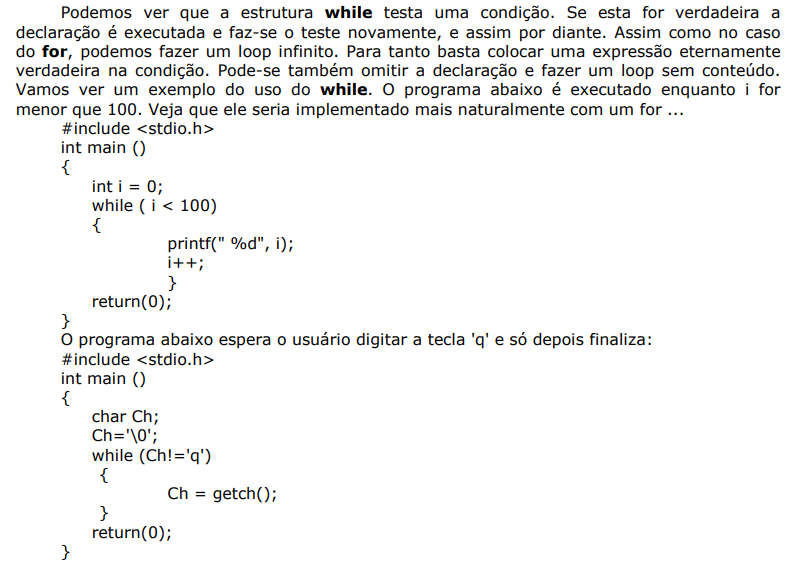 Podemos ver que a estrutura while testa uma condição. Se esta for verdadeira a
declaração é executada e faz-se o teste novamente, e assim por diante. Assim como no caso
do for, podemos fazer um loop infinito. Para tanto basta colocar uma expressão eternamente
verdadeira na condição. Pode-se também omitir a declaração e fazer um loop sem conteúdo.
Vamos ver um exemplo do uso do while. O programa abaixo é executado enquanto i for
menor que 100. Veja que ele seria implementado mais naturalmente com um for ...
#include <stdio.h>
int main ()
{
int i = 0;
while ( i < 100)
{
printf(" %d", i);
i++;
}
return(0);
}
O programa abaixo espera o usuário digitar a tecla 'q' e só depois finaliza:
#include <stdio.h>
int main ()
{
char Ch;
Ch='\0';
while (Ch!='q')
{
Ch = getch();
}
return(0);
}